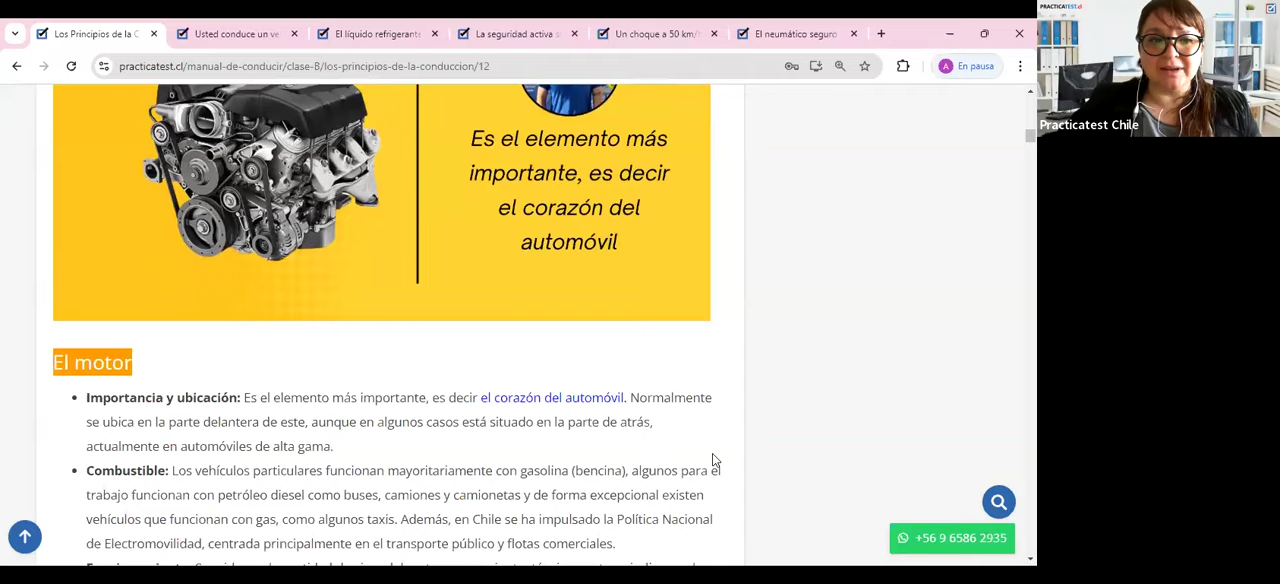 Los Principios de la C
Usted conduce un ve
El líquido refrigerante
La seguridad activa s
Un choque a 50 km/h
El neumático seguro
practicatest.cl/manual-de-conducir/clase-B/los-principios-de-la-conduccion/12
A En pausa
PRACTICATEST.cl
Practicatest Chile
Es el elemento más
importante, es decir
el corazón del
automóvil
El motor
Importancia y ubicación: Es el elemento más importante, es decir el corazón del automóvil. Normalmente
se ubica en la parte delantera de este, aunque en algunos casos está situado en la parte de atrás,
actualmente en automóviles de alta gama.
Combustible: Los vehículos particulares funcionan mayoritariamente con gasolina (bencina), algunos para el
trabajo funcionan con petróleo diesel como buses, camiones y camionetas y de forma excepcional existen
vehículos que funcionan con gas, como algunos taxis. Además, en Chile se ha impulsado la Política Nacional
de Electromovilidad, centrada principalmente en el transporte público y flotas comerciales.
+56 9 6586 2935